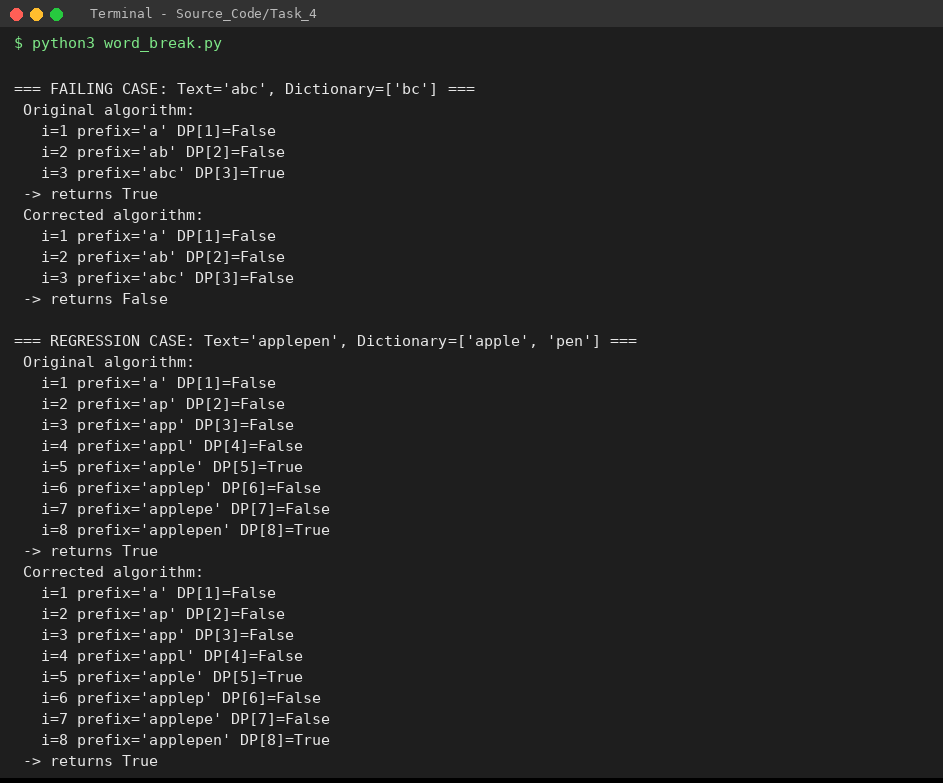 Terminal - Source_Code/Task_4
$ python3 word_break.py
=== FAILING CASE: Text='abc', Dictionary=['bc'] ===
Original algorithm:
i=1 prefix='a' DP[1]=False
i=2 prefix='ab' DP[2]=False
i=3 prefix='abc' DP[3]=True
-> returns True
Corrected algorithm:
i=1 prefix='a' DP[1]=False
i=2 prefix='ab' DP[2]=False
i=3 prefix='abc' DP[3]=False
-> returns False
=== REGRESSION CASE: Text='applepen', Dictionary=['apple', 'pen'] ===
Original algorithm:
i=1 prefix='a' DP[1]=False
i=2 prefix='ap' DP[2]=False
i=3 prefix='app' DP[3]=False
i=4 prefix='appl' DP[4]=False
i=5 prefix='apple' DP[5]=True
i=6 prefix='applep' DP[6]=False
i=7 prefix='applepe' DP[7]=False
i=8 prefix='applepen' DP[8]=True
-> returns True
Corrected algorithm:
i=1 prefix='a' DP[1]=False
i=2 prefix='ap' DP[2]=False
i=3 prefix='app' DP[3]=False
i=4 prefix='appl' DP[4]=False
i=5 prefix='apple' DP[5]=True
i=6 prefix='applep' DP[6]=False
i=7 prefix='applepe' DP[7]=False
i=8 prefix='applepen' DP[8]=True
-> returns True